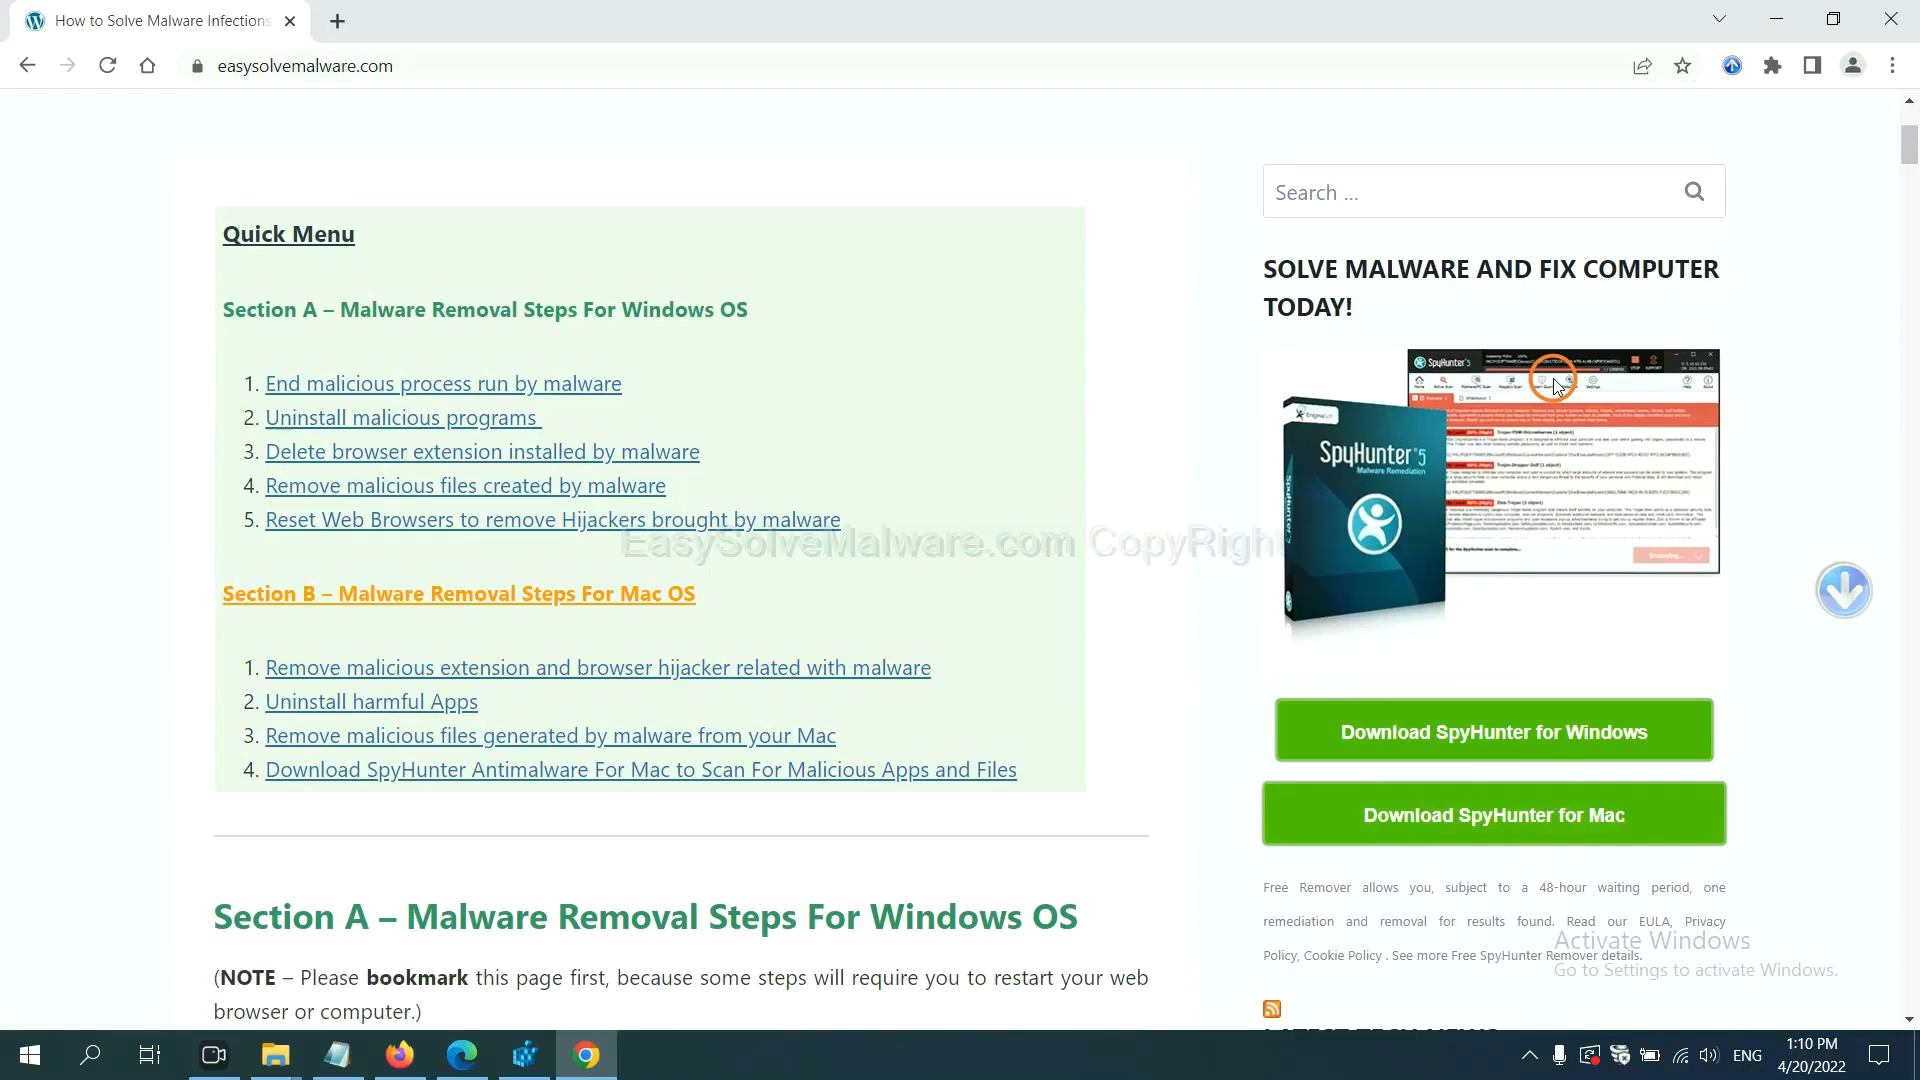 How to Solve Malware Infections
easysolvemalware.com
Search ...
Quick Menu
SOLVE MALWARE AND FIX COMPUTER
TODAY!
Section A – Malware Removal Steps For Windows OS
1. End malicious process run by malware
2. Uninstall malicious programs
3. Delete browser extension installed by malware
4. Remove malicious files created by malware
5. Reset Web Browsers to remove Hijackers brought by malware
EasySolveMalware.com CopyRigh
Section B – Malware Removal Steps For Mac OS
1. Remove malicious extension and browser hijacker related with malware
2. Uninstall harmful Apps
3. Remove malicious files generated by malware from your Mac
4. Download SpyHunter Antimalware For Mac to Scan For Malicious Apps and Files
SpyHunter 5
EnigmaSoft
SpyHunter 5
Malware Remediation
Download SpyHunter for Windows
Download SpyHunter for Mac
Free Remover allows you, subject to a 48-hour waiting period, one
remediation and removal for results found. Read our EULA, Privacy
Policy, Cookie Policy . See more Free SpyHunter Remover details.
Activate Windows
Go to Settings to activate Windows.
Section A – Malware Removal Steps For Windows OS
(NOTE – Please bookmark this page first, because some steps will require you to restart your web
browser or computer.)
LATEST TECH NEWS
ENG
1:10 PM
4/20/2022